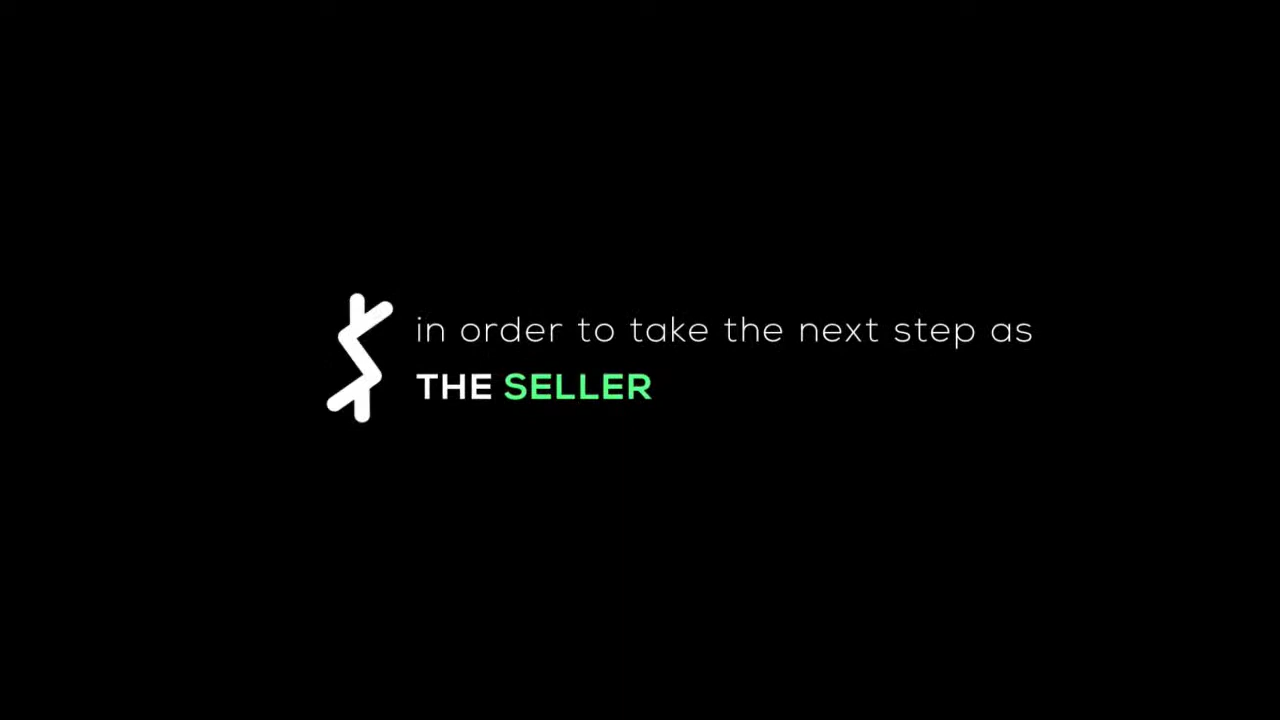 in order to take the next step as
THE SELLER